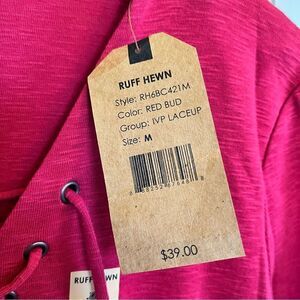 RUFF HEWN
Style: RH6BC421M
Color: RED BUD
Group: IVP LACEUP
Size: M
$39.00
RUFF HEWN